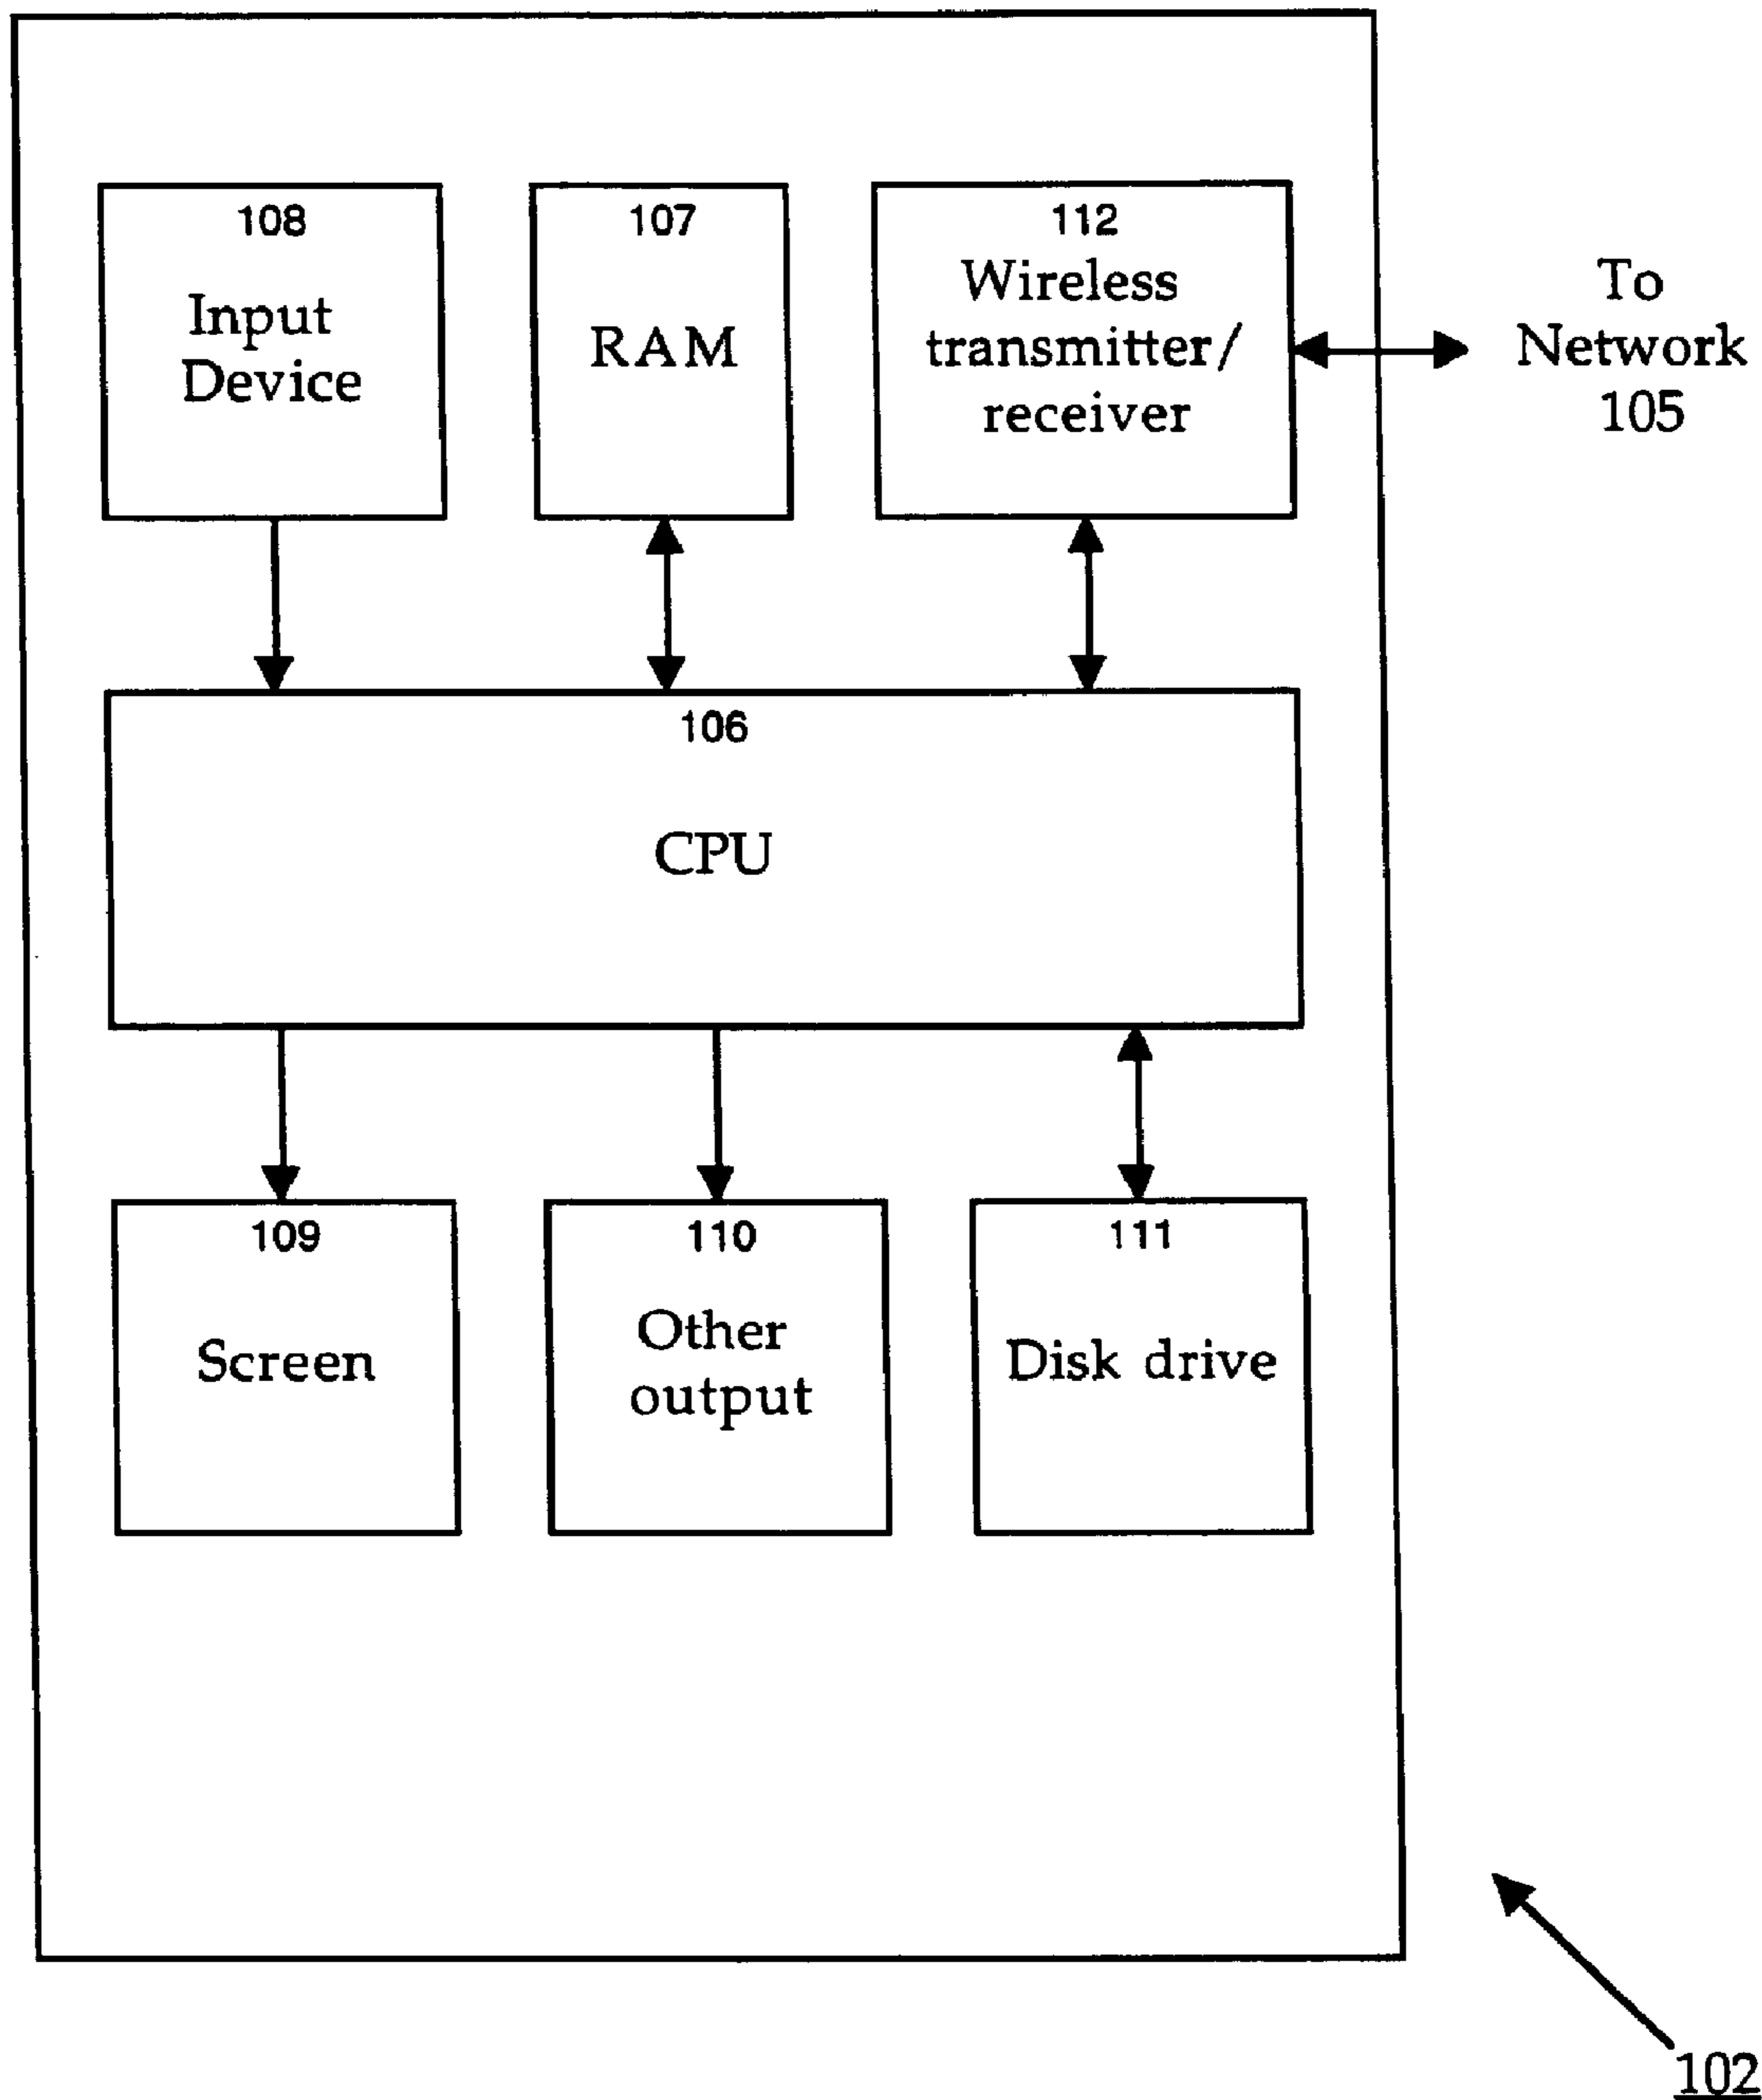 108
Input
Device
107
RAM
112
Wireless
transmitter/
receiver
To
Network
105
106
CPU
109
Screen
110
Other
output
111
Disk drive
102